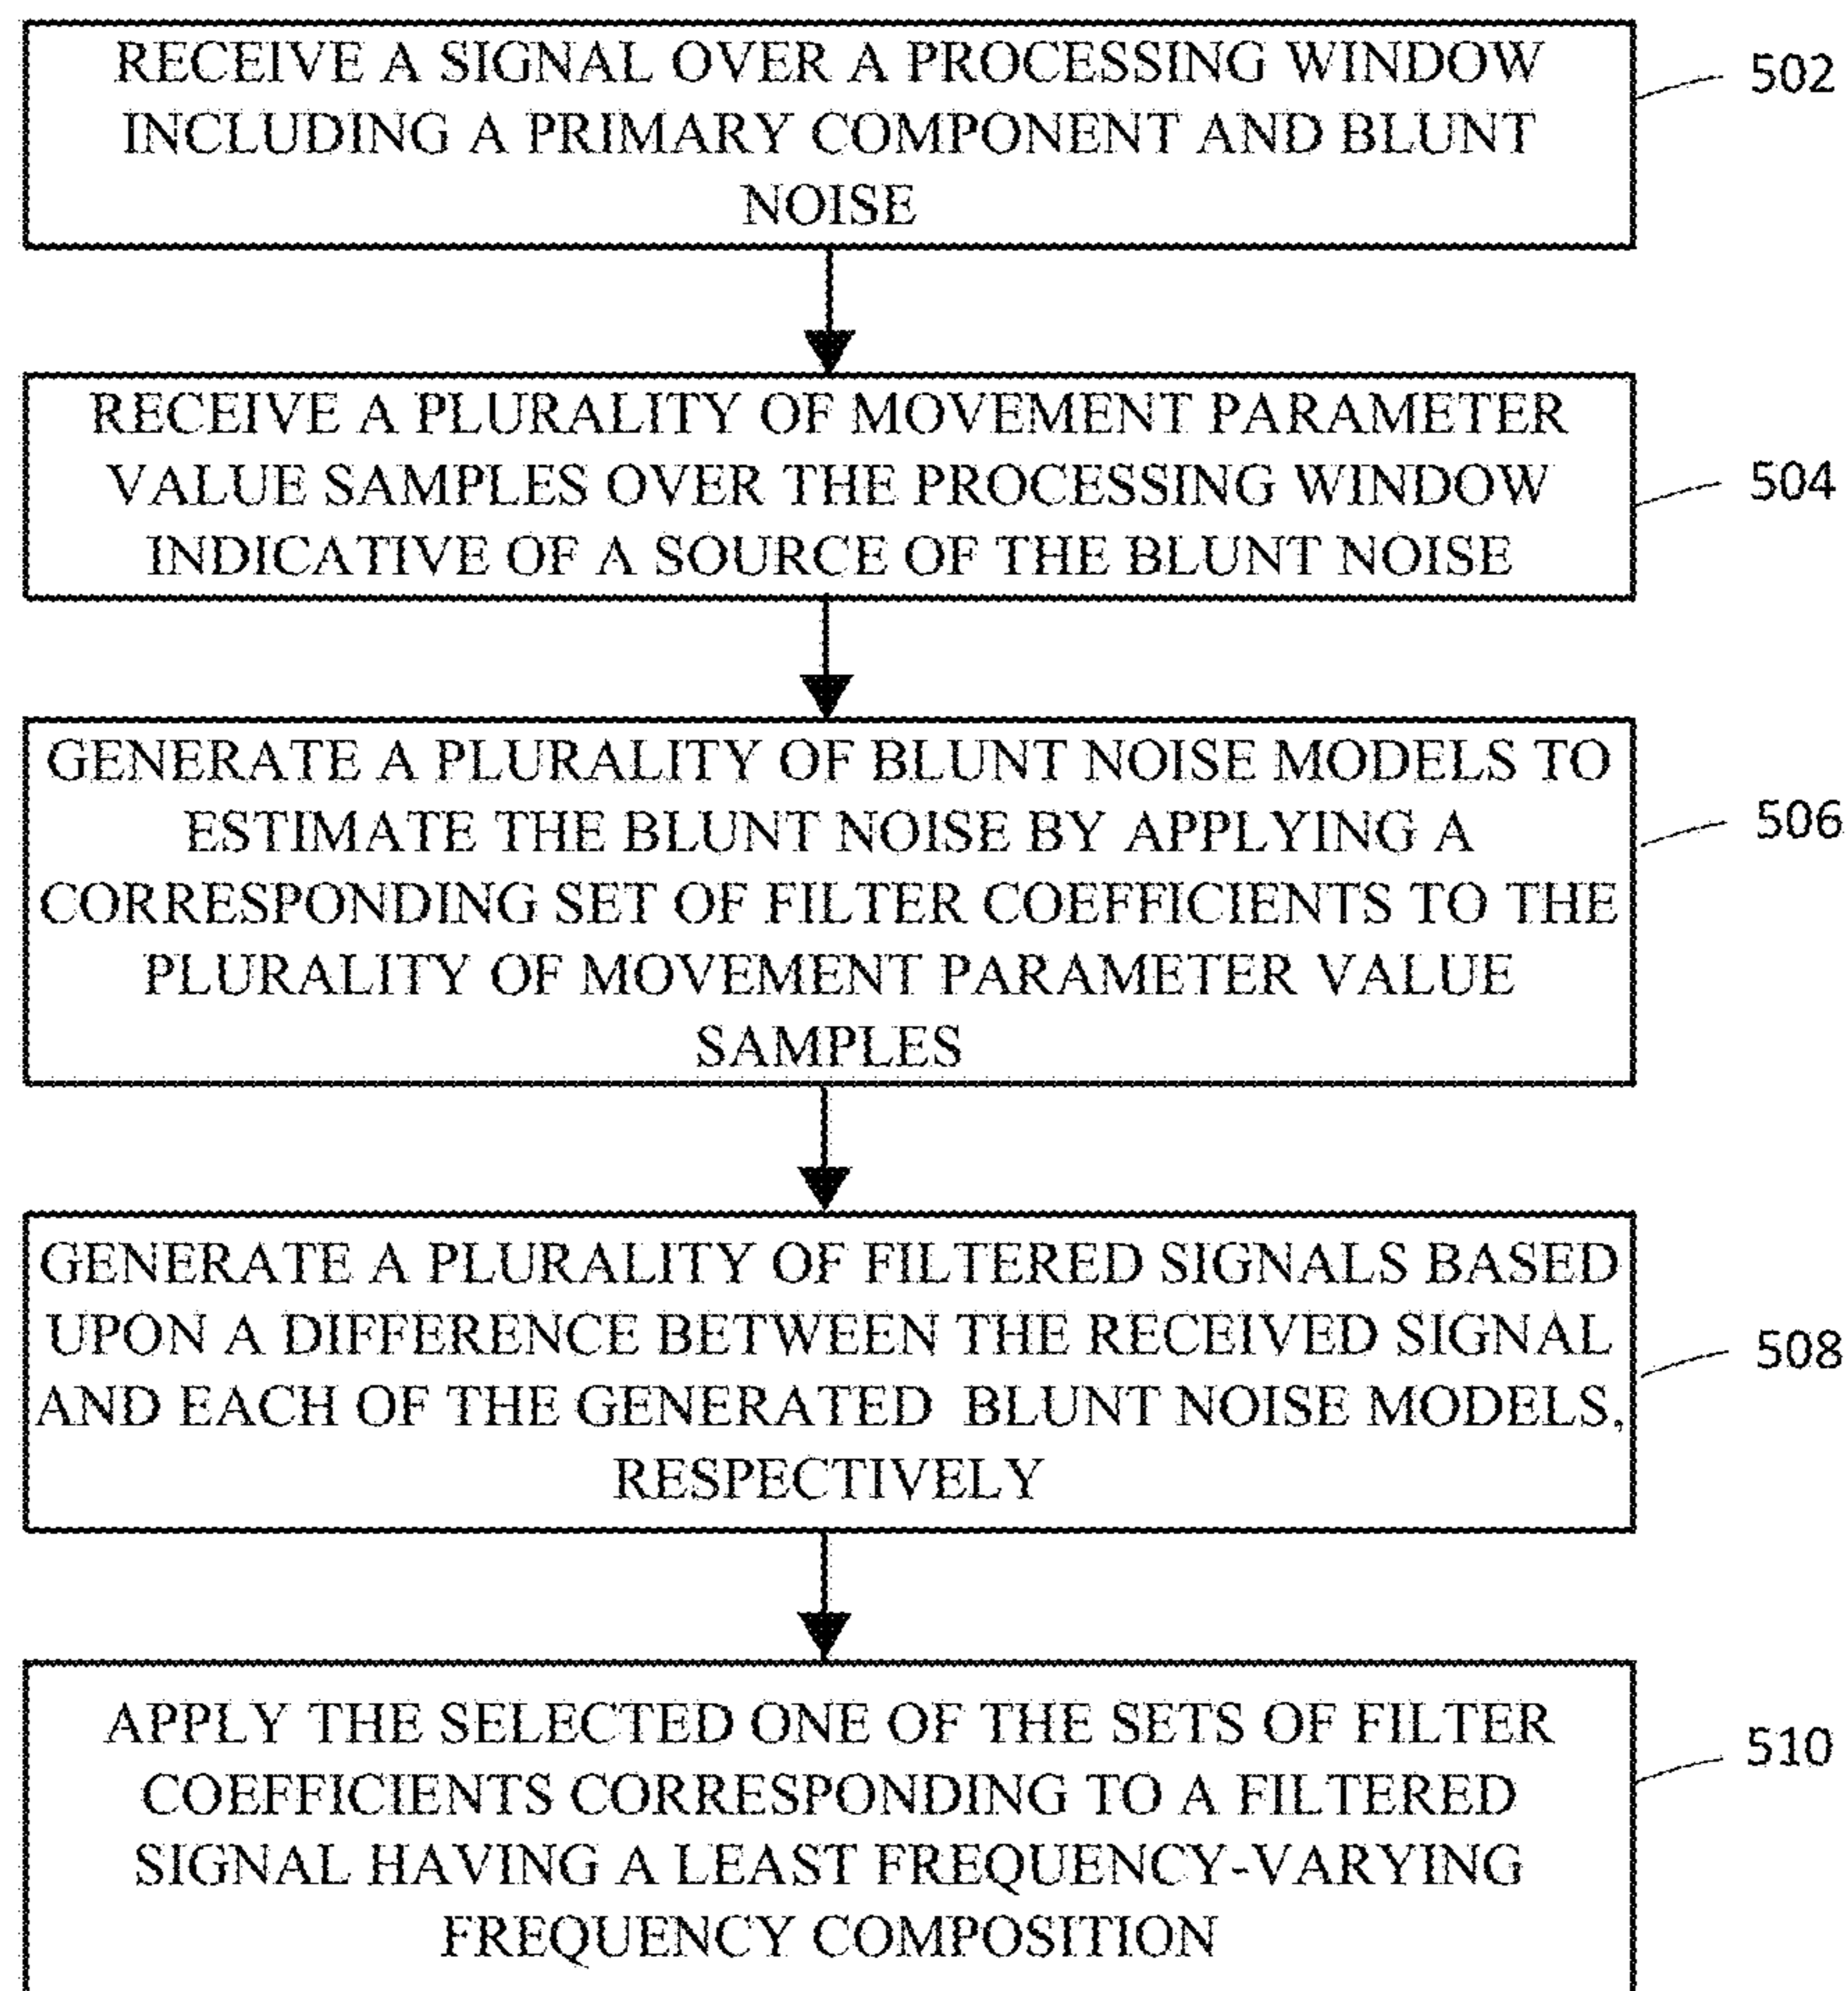 RECEIVE A SIGNAL OVER A PROCESSING WINDOW
INCLUDING A PRIMARY COMPONENT AND BLUNT
NOISE
502
RECEIVE A PLURALITY OF MOVEMENT PARAMETER
VALUE SAMPLES OVER THE PROCESSING WINDOW
INDICATIVE OF A SOURCE OF THE BLUNT NOISE
504
GENERATE A PLURALITY OF BLUNT NOISE MODELS TO
ESTIMATE THE BLUNT NOISE BY APPLYING A
CORRESPONDING SET OF FILTER COEFFICIENTS TO THE
PLURALITY OF MOVEMENT PARAMETER VALUE
SAMPLES
506
GENERATE A PLURALITY OF FILTERED SIGNALS BASED
UPON A DIFFERENCE BETWEEN THE RECEIVED SIGNAL
AND EACH OF THE GENERATED BLUNT NOISE MODELS,
RESPECTIVELY
508
APPLY THE SELECTED ONE OF THE SETS OF FILTER
COEFFICIENTS CORRESPONDING TO A FILTERED
SIGNAL HAVING A LEAST FREQUENCY-VARYING
FREQUENCY COMPOSITION
510